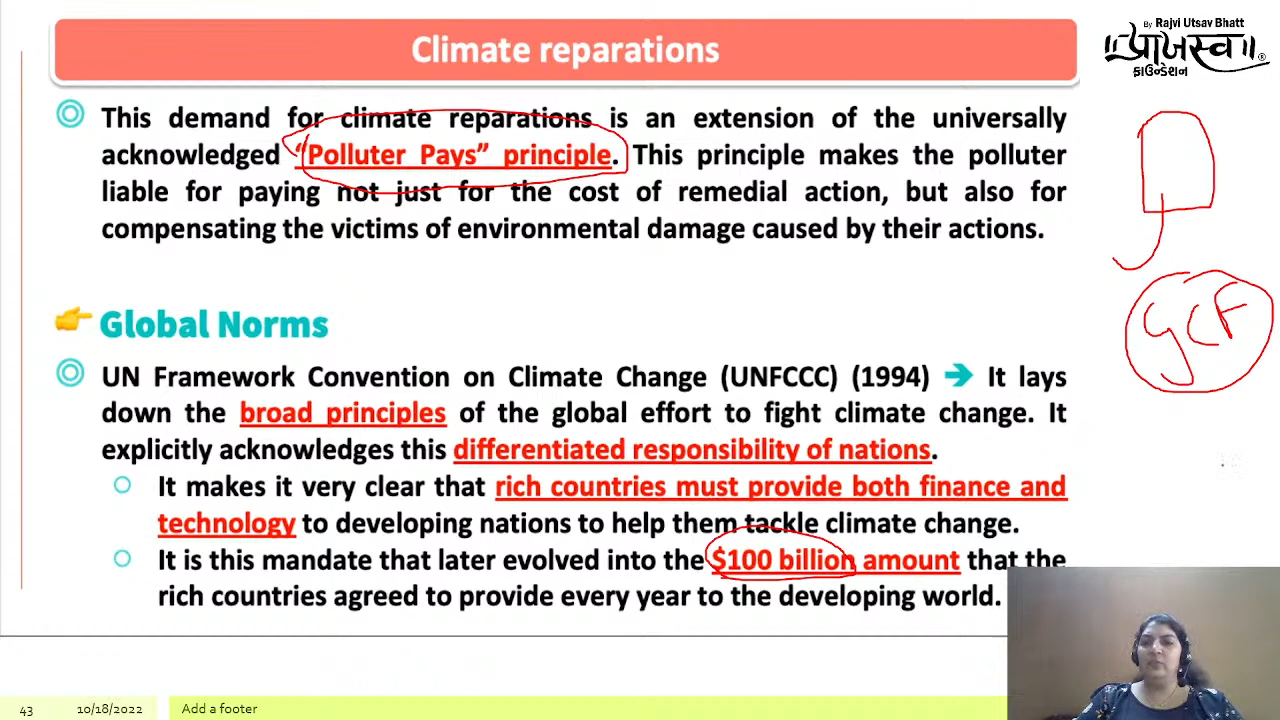 Climate reparations
By Rajvi Utsav Bhatt
॥प्राजस्व॥
ફાઉન્ડેશન
This demand for climate reparations is an extension of the universally
acknowledged “Polluter Pays” principle. This principle makes the polluter
liable for paying not just for the cost of remedial action, but also for
compensating the victims of environmental damage caused by their actions.
GCF
Global Norms
UN Framework Convention on Climate Change (UNFCCC) (1994) → It lays
down the broad principles of the global effort to fight climate change. It
explicitly acknowledges this differentiated responsibility of nations.
It makes it very clear that rich countries must provide both finance and
technology to developing nations to help them tackle climate change.
It is this mandate that later evolved into the $100 billion amount that the
rich countries agreed to provide every year to the developing world.
43
10/18/2022
Add a footer